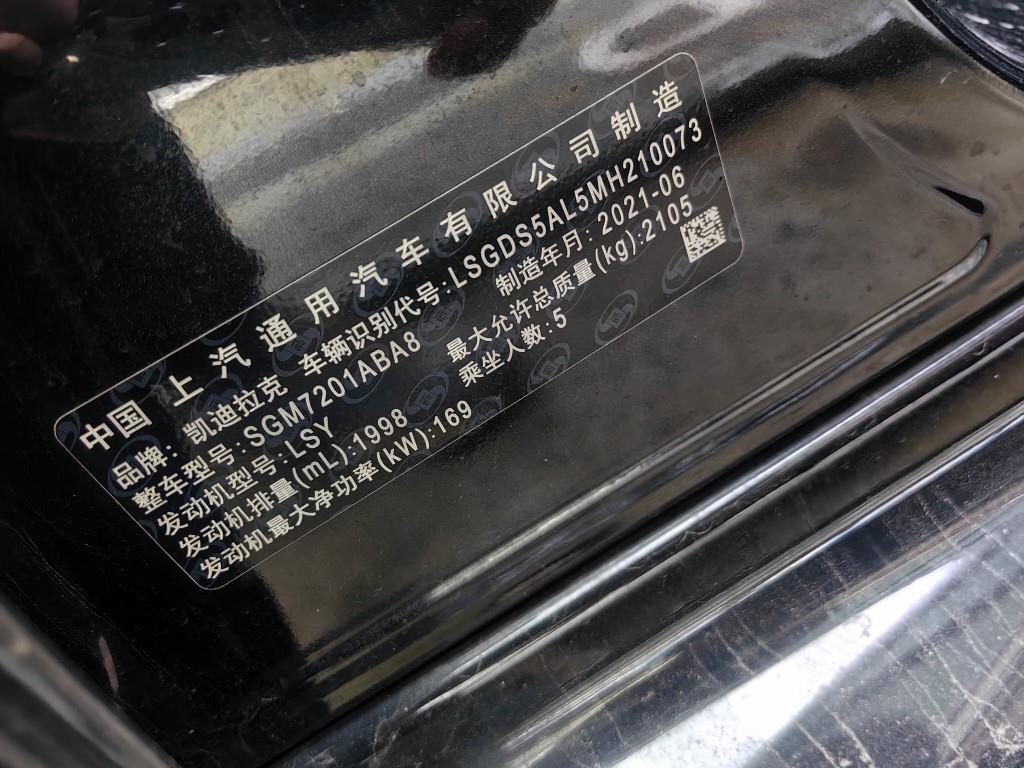 中国 上汽通用汽车有限公司制造
品牌：凯迪拉克 车辆识别代号：LSGDS5AL5MH210073
整车型号：SGM7201ABA8 制造年月：2021-06
发动机型号：LSY 最大允许总质量(kg):2105
发动机排量(mL):1998 乘坐人数:5
发动机最大净功率(kW):169